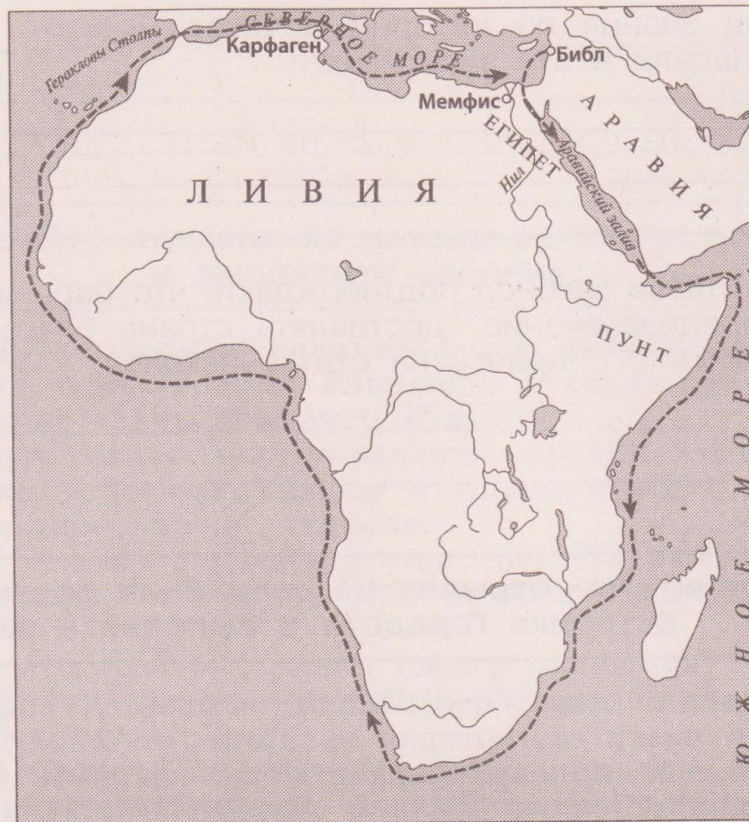 Геракловы Столпы
СЕВЕРНОЕ МОРЕ
Карфаген
Библ
Мемфис
ЕГИПЕТ
АРАВИЯ
Нил
Аравийский залив
ЛИВИЯ
ПУНТ
ЮЖНОЕ МОРЕ